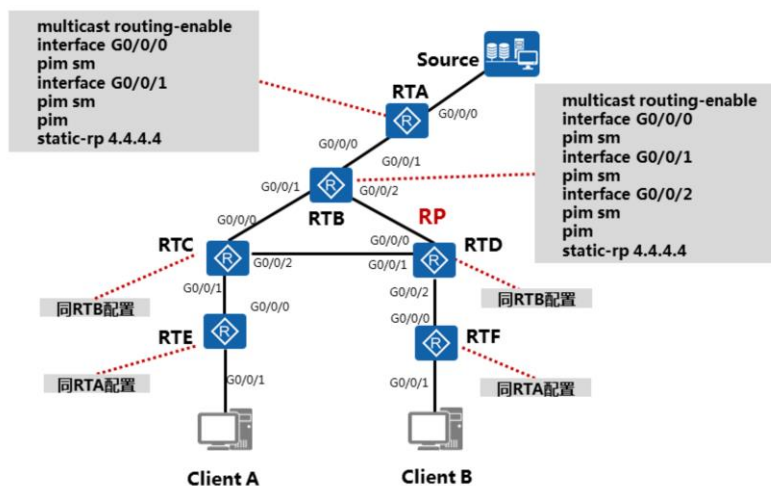 multicast routing-enable
interface G0/0/0
pim sm
interface G0/0/1
pim sm
pim
static-rp 4.4.4.4
Source
RTA
G0/0/0
G0/0/1
multicast routing-enable
interface G0/0/0
pim sm
interface G0/0/1
pim sm
interface G0/0/2
pim sm
pim
static-rp 4.4.4.4
G0/0/0
G0/0/1
G0/0/2
RTB
RP
G0/0/0
RTC
G0/0/2
G0/0/1
G0/0/0
G0/0/1
RTD
G0/0/2
同RTB配置
同RTB配置
G0/0/0
RTE
G0/0/0
RTF
同RTA配置
G0/0/1
G0/0/1
同RTA配置
Client A
Client B